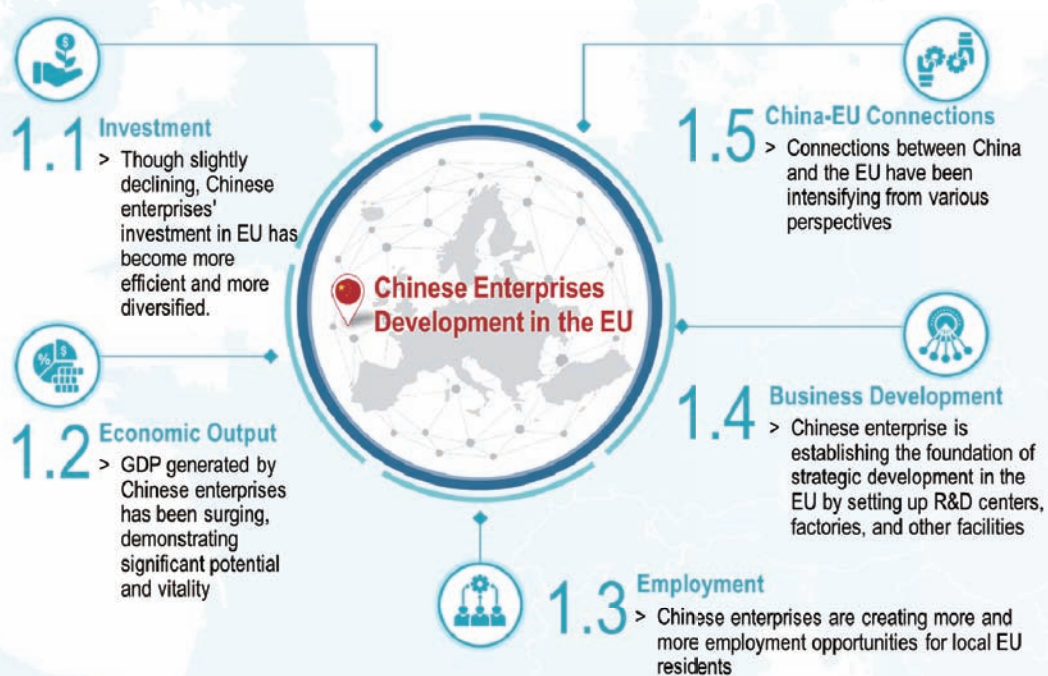 1.1
Investment
> Though slightly
declining, Chinese
enterprises'
investment in EU has
become more
efficient and more
diversified.
1.2
Economic Output
> GDP generated by
Chinese enterprises
has been surging,
demonstrating
significant potential
and vitality
Chinese Enterprises
Development in the EU
1.3
Employment
> Chinese enterprises are creating more and
more employment opportunities for local EU
residents
1.4
Business Development
> Chinese enterprise is
establishing the foundation of
strategic development in the
EU by setting up R&D centers,
factories, and other facilities
1.5
China-EU Connections
> Connections between China
and the EU have been
intensifying from various
perspectives
$
% $